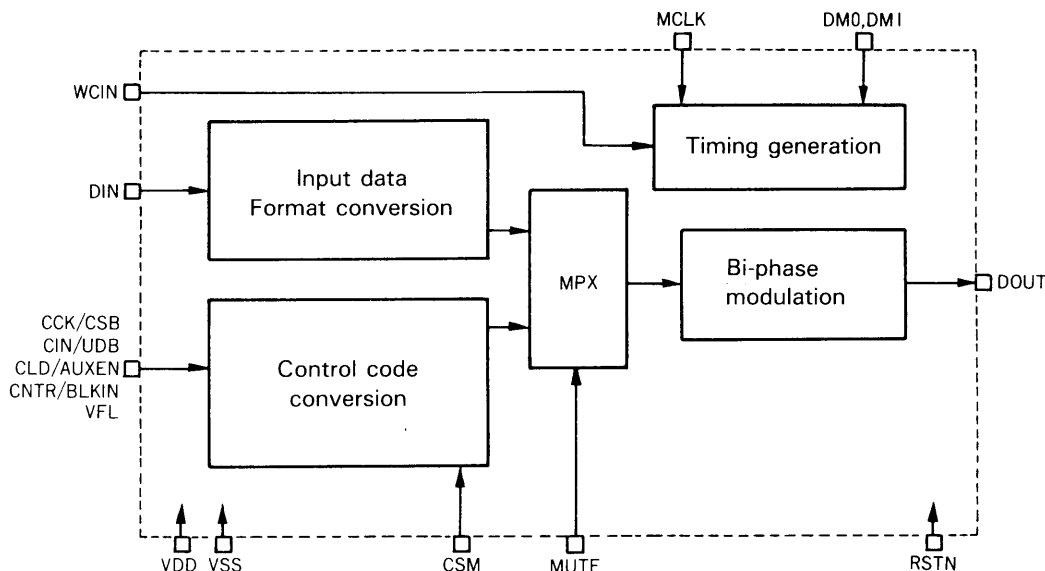 MCLK
DM0,DM1
WCIN
Timing generation
Input data
Format conversion
DIN
MPX
Bi-phase
modulation
DOUT
CCK/CSB
CIN/UDB
CLD/AUXEN
CNTR/BLKIN
VFL
Control code
conversion
VDD
VSS
CSM
MUTE
RSTN